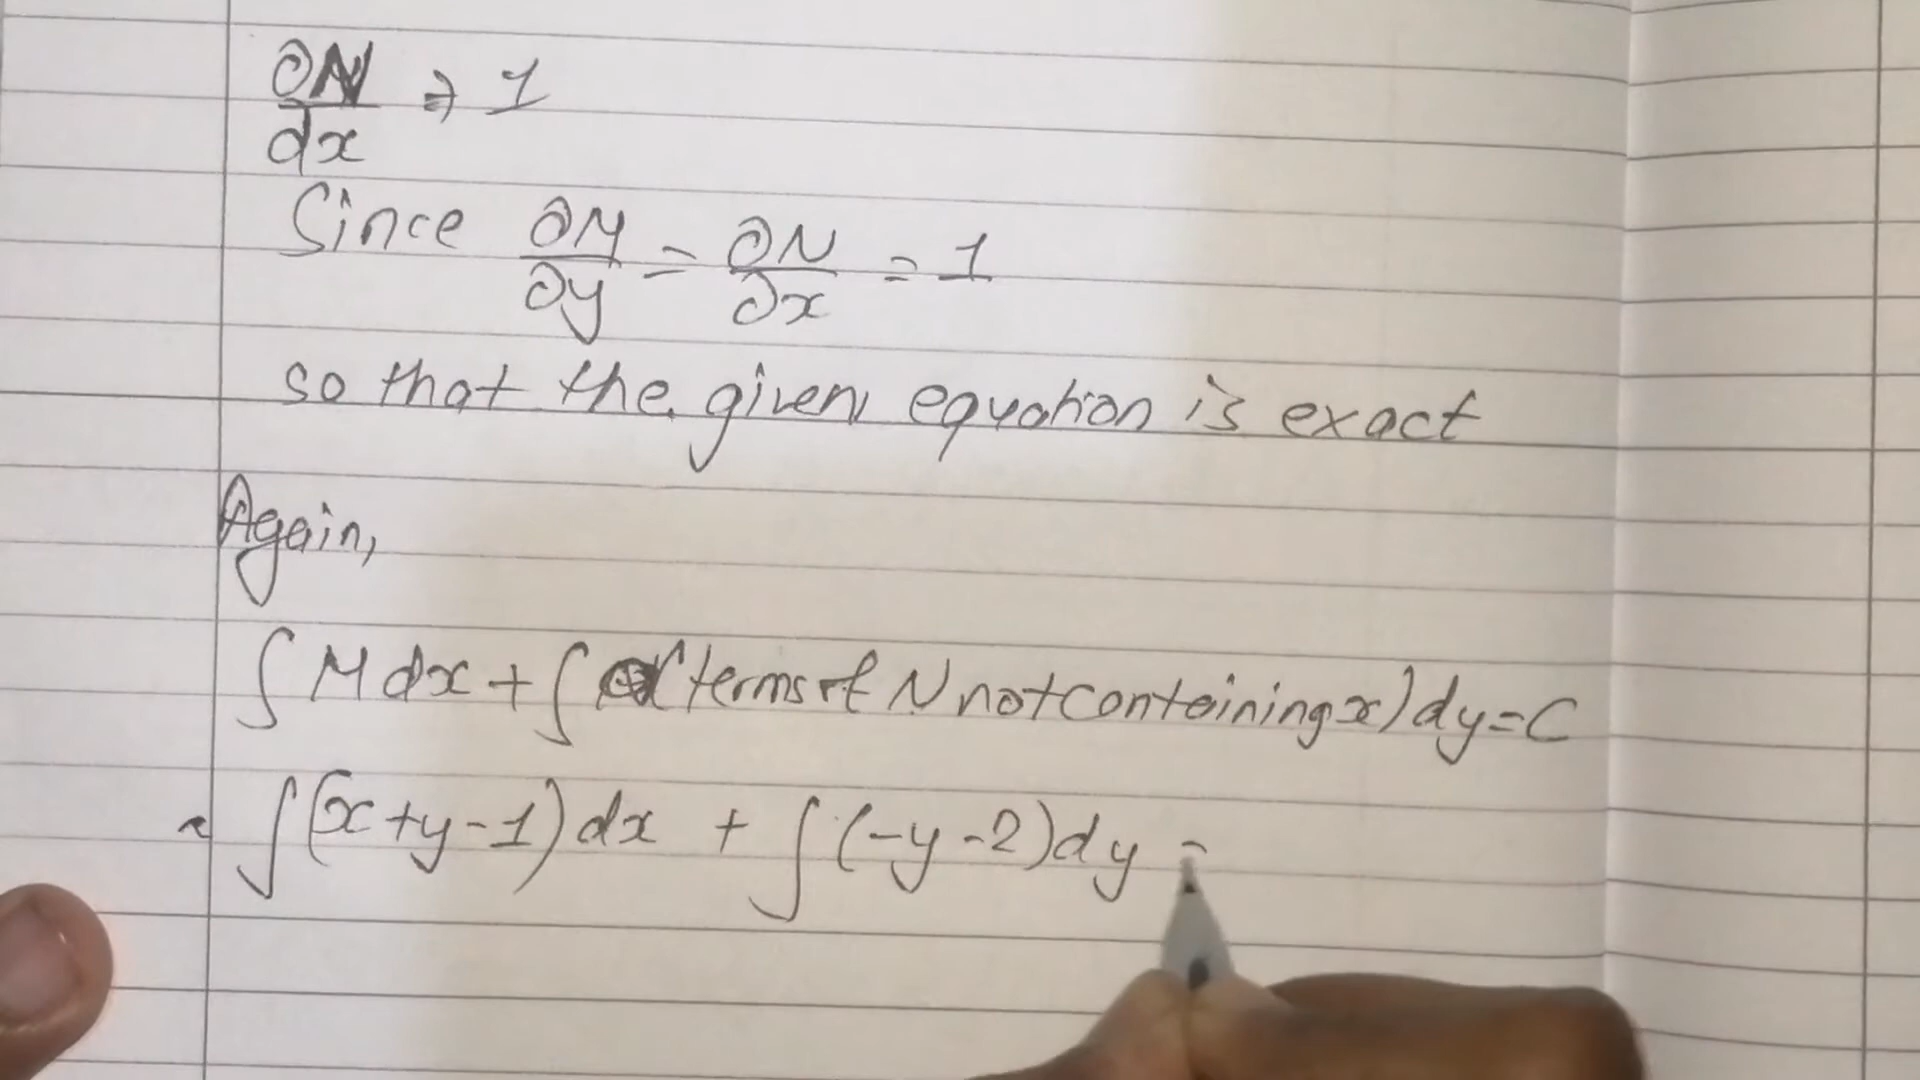 ∂N/dx ⇒ 1
Since ∂M/∂y = ∂N/∂x = 1
so that the given equation is exact
Again,
∫ M dx + ∫ (terms of N not containing x) dy = C
∫ (x + y - 1) dx + ∫ (-y - 2) dy =